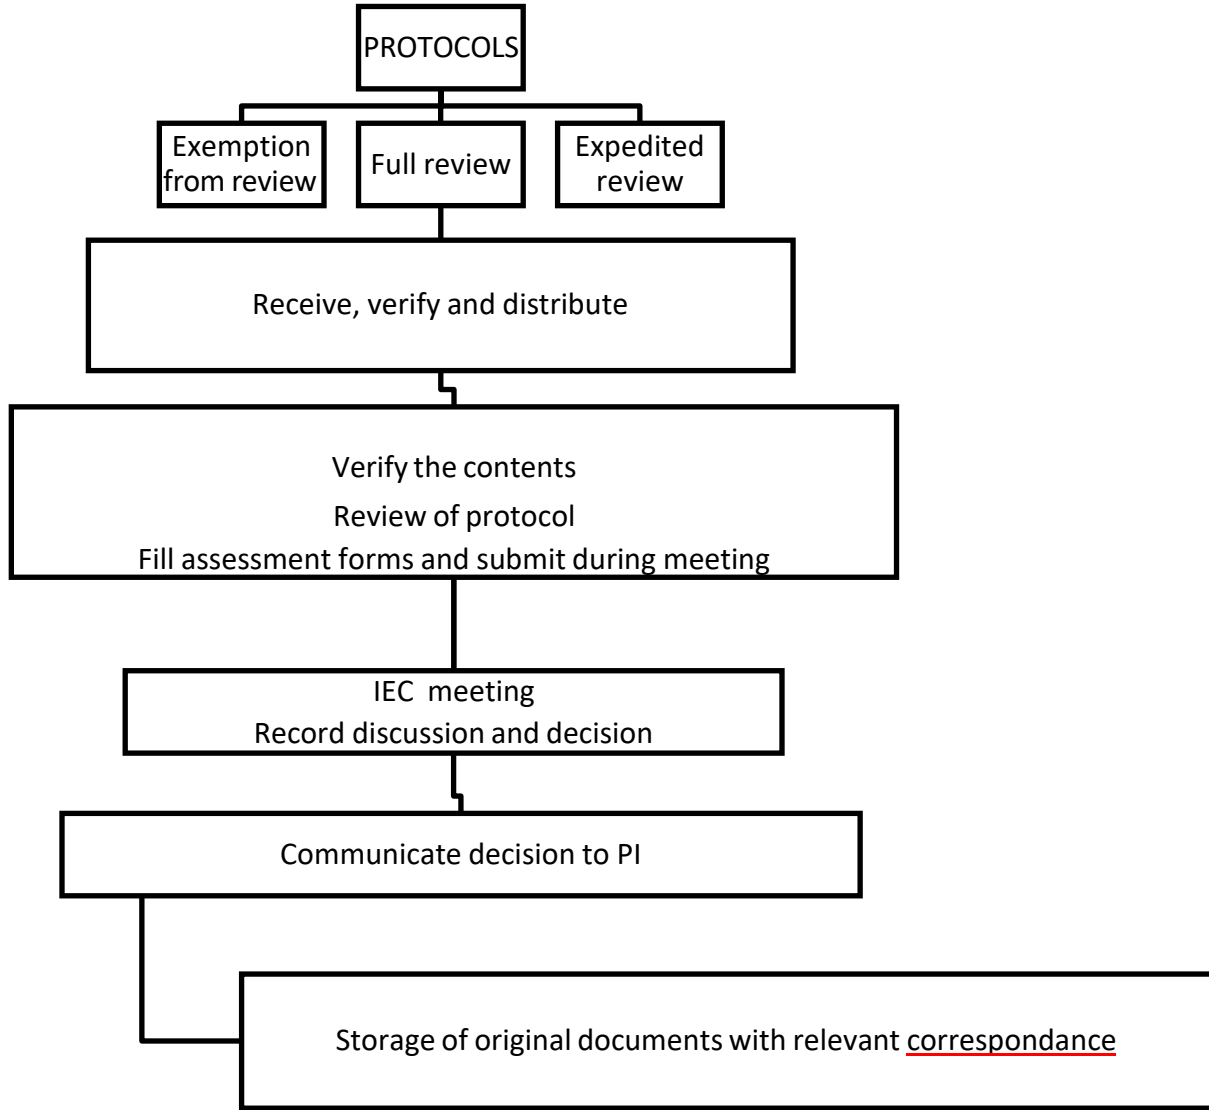 PROTOCOLS
Exemption
from review
Full review
Expedited
review
Receive, verify and distribute
Verify the contents
Review of protocol
Fill assessment forms and submit during meeting
IEC meeting
Record discussion and decision
Communicate decision to PI
Storage of original documents with relevant correspondance